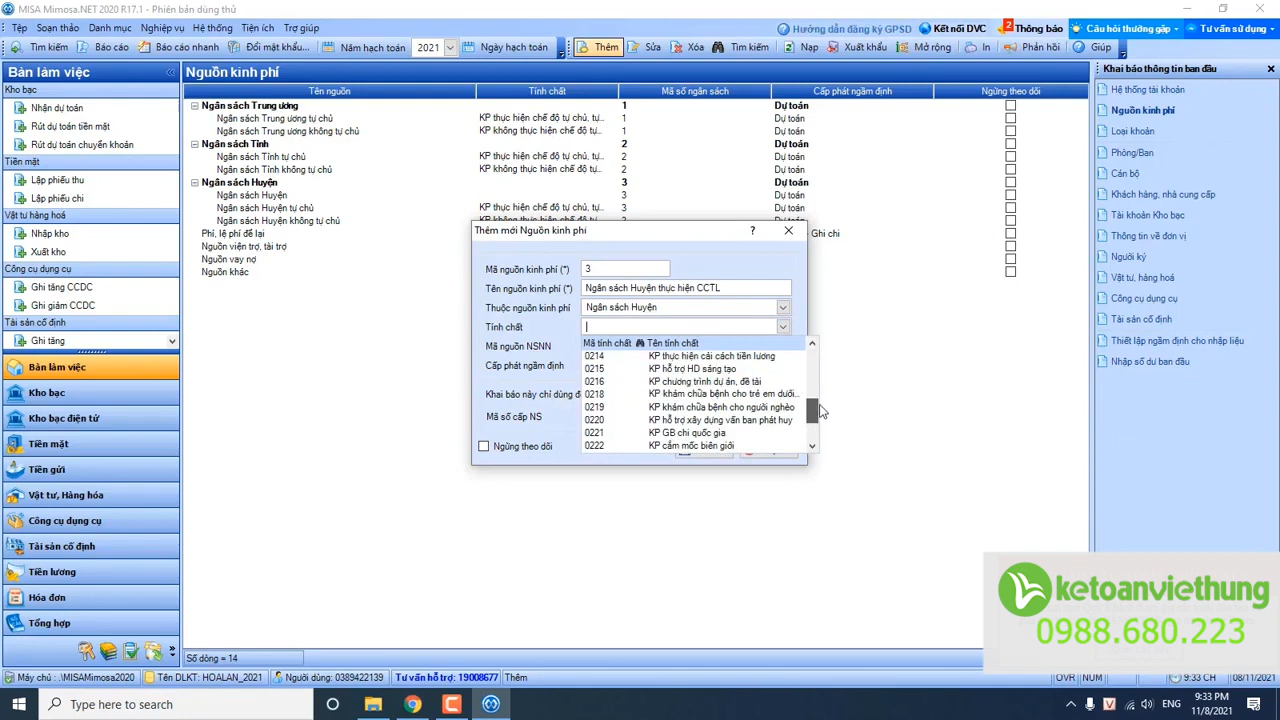 MISA Mimosa.NET 2020 R17.1 - Phiên bản dùng thử
Tệp Soạn thảo Danh mục Nghiệp vụ Hệ thống Tiện ích Trợ giúp
Hướng dẫn đăng ký GPSD Kết nối DVC 2 Thông báo Câu hỏi thường gặp Tư vấn sử dụng
Tìm kiếm Báo cáo Báo cáo nhanh Đổi mật khẩu... Năm hạch toán 2021 Ngày hạch toán Thêm Sửa Xóa Tìm kiếm Nạp Xuất khẩu Mở rộng In Phản hồi Giúp
Bàn làm việc
Kho bạc
Nhận dự toán
Rút dự toán tiền mặt
Rút dự toán chuyển khoản
Tiền mặt
Lập phiếu thu
Lập phiếu chi
Vật tư hàng hoá
Nhập kho
Xuất kho
Công cụ dụng cụ
Ghi tăng CCDC
Ghi giảm CCDC
Tài sản cố định
Ghi tăng
Bàn làm việc
Kho bạc
Kho bạc điện tử
Tiền mặt
Tiền gửi
Vật tư, Hàng hóa
Công cụ dụng cụ
Tài sản cố định
Tiền lương
Hóa đơn
Tổng hợp
Nguồn kinh phí
Tên nguồn Tính chất Mã số ngân sách Cấp phát ngầm định Ngừng theo dõi
Ngân sách Trung ương 1 Dự toán
Ngân sách Trung ương tự chủ KP thực hiện chế độ tự chủ, tự... 1 Dự toán
Ngân sách Trung ương không tự chủ KP không thực hiện chế độ tự... 1 Dự toán
Ngân sách Tỉnh 2 Dự toán
Ngân sách Tỉnh tự chủ KP thực hiện chế độ tự chủ, tự... 2 Dự toán
Ngân sách Tỉnh không tự chủ KP không thực hiện chế độ tự... 2 Dự toán
Ngân sách Huyện 3 Dự toán
Ngân sách Huyện 3 Dự toán
Ngân sách Huyện tự chủ KP thực hiện chế độ tự chủ, tự... 3 Dự toán
Ngân sách Huyện không tự chủ KP không thực hiện chế độ tự... Dự toán
Phí, lệ phí để lại - Ghi chi
Nguồn viện trợ, tài trợ
Nguồn vay nợ
Nguồn khác
Thêm mới Nguồn kinh phí ?
Mã nguồn kinh phí (*) 3
Tên nguồn kinh phí (*) Ngân sách Huyện thực hiện CCTL
Thuộc nguồn kinh phí Ngân sách Huyện
Tính chất
Mã nguồn NSNN
Cấp phát ngầm định
Khai báo này chỉ dùng đ
Mã số cấp NS
Ngừng theo dõi
Mã tính chất Tên tính chất
0214 KP thực hiện cải cách tiền lương
0215 KP hỗ trợ HD sáng tạo
0216 KP chương trình dự án, đề tài
0218 KP khám chữa bệnh cho trẻ em dưới...
0219 KP khám chữa bệnh cho người nghèo
0220 KP hỗ trợ xây dựng vấn ban phát huy
0221 KP GB chi quốc gia
0222 KP cắm mốc biên giới
Số dòng = 14
Khai báo thông tin ban đầu
Hệ thống tài khoản
Nguồn kinh phí
Loại khoản
Phòng/Ban
Cán bộ
Khách hàng, nhà cung cấp
Tài khoản Kho bạc
Thông tin về đơn vị
Người ký
Vật tư, hàng hoá
Công cụ dụng cụ
Tài sản cố định
Thiết lập ngầm định cho nhập liệu
Nhập số dư ban đầu
ketoanviethung
0988.680.223
Máy chủ : .\MISAMimosa2020 Tên DLKT: HOALAN_2021 Người dùng: 0389422139 Tư vấn hỗ trợ: 19008677 Thêm OVR NUM 9:33 CH 08/11/2021
Type here to search
ENG
9:33 PM
11/8/2021